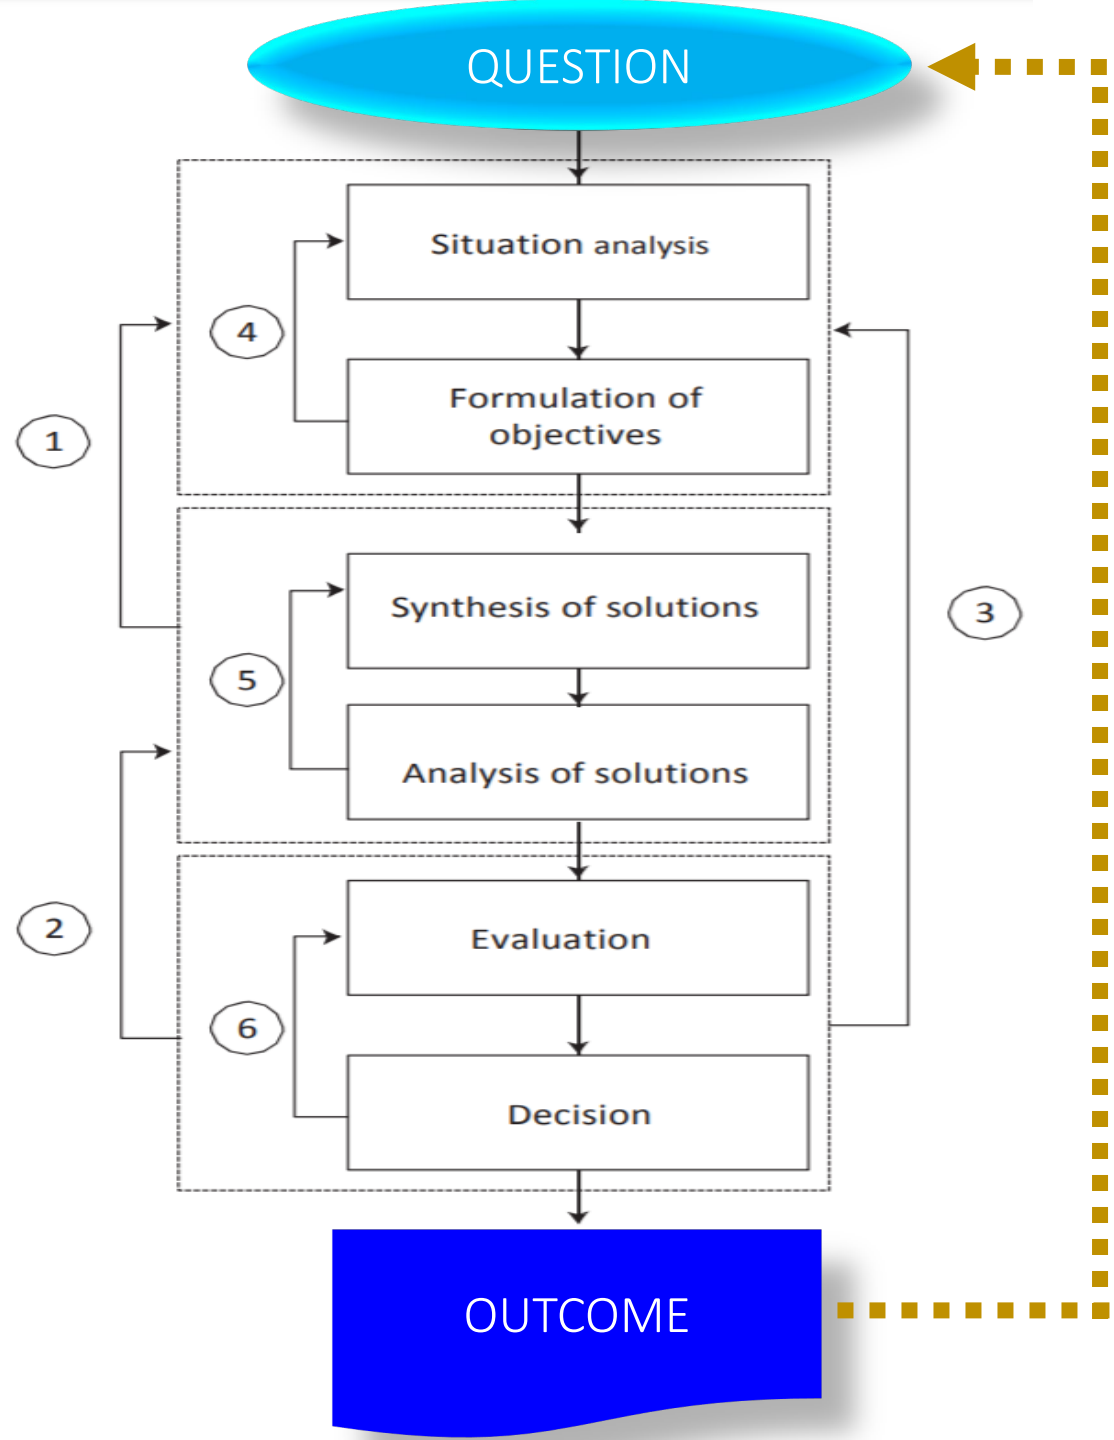 QUESTION
Situation analysis
4
Formulation of
objectives
1
Synthesis of solutions
3
5
Analysis of solutions
2
Evaluation
6
Decision
OUTCOME